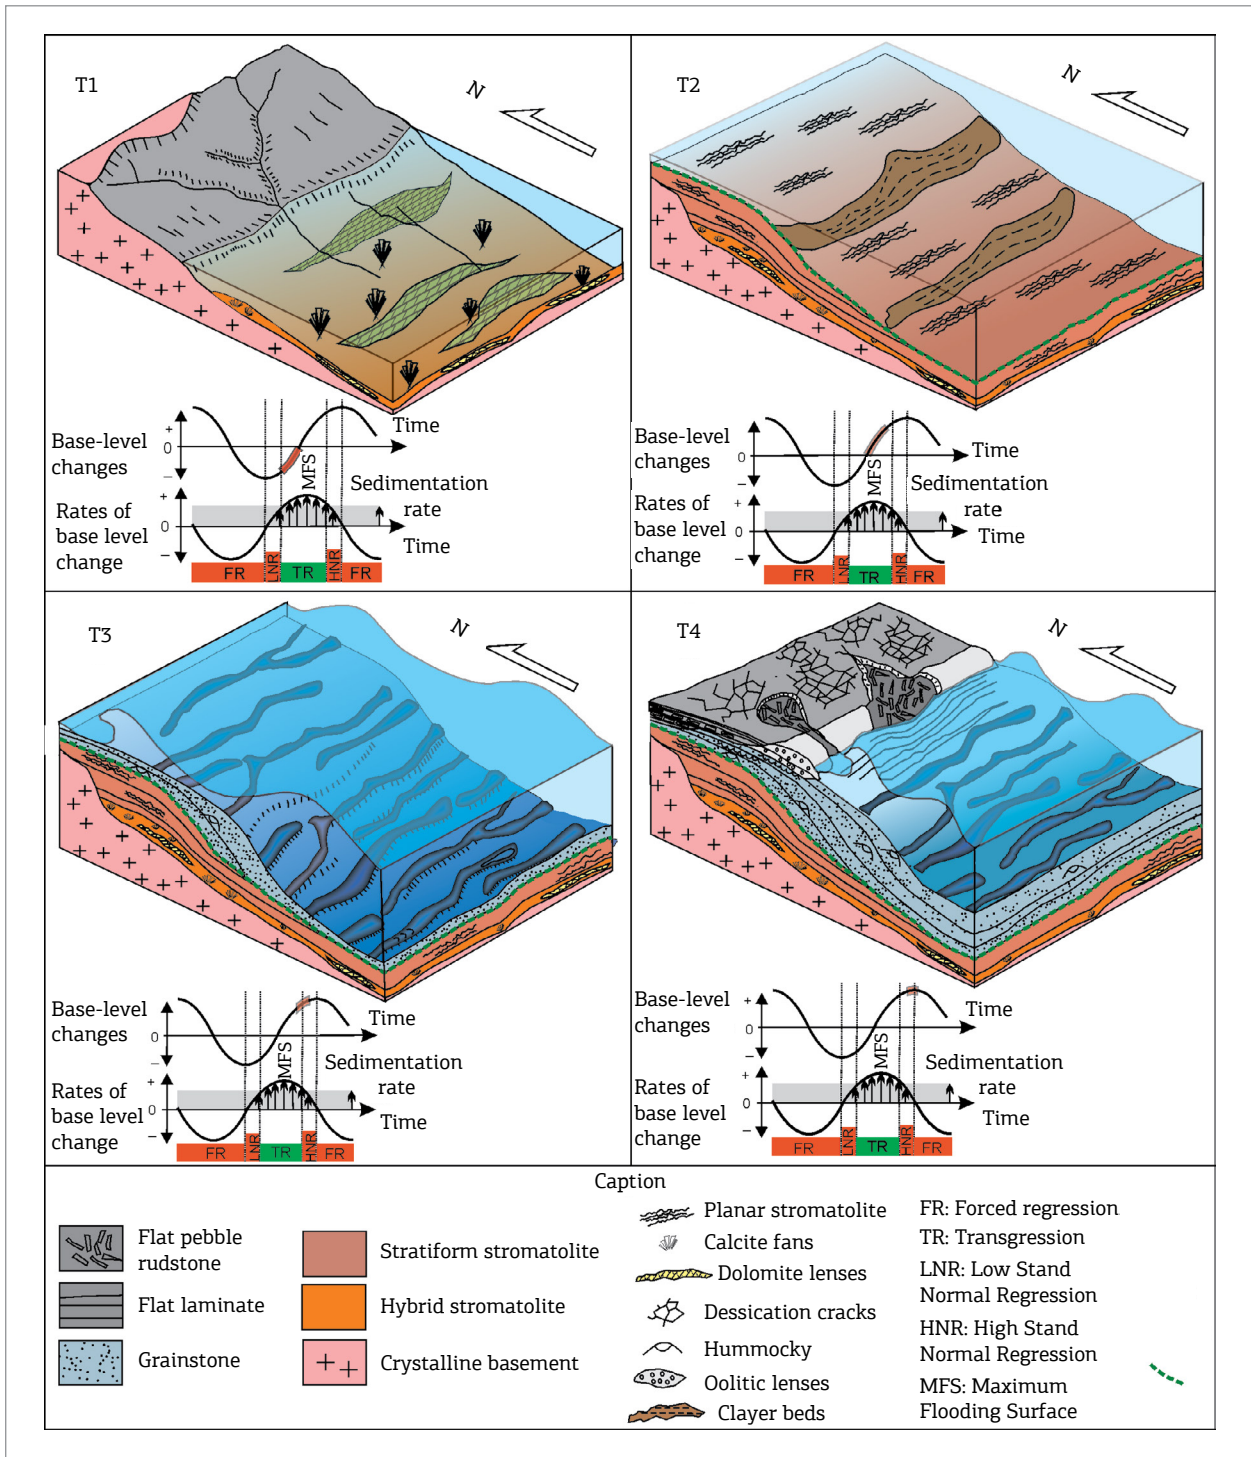 T1
N
Base-level
changes
+
0
−
Time
MFS
Sedimentation
rate
Rates of
base level
change
+
0
−
Time
FR
LNR
TR
HNR
FR
T2
N
Base-level
changes
+
0
−
Time
MFS
Sedimentation
rate
Rates of
base level
change
+
0
−
Time
FR
LNR
TR
HNR
FR
T3
N
Base-level
changes
+
0
−
Time
MFS
Sedimentation
rate
Rates of
base level
change
+
0
−
Time
FR
LNR
TR
HNR
FR
T4
N
Base-level
changes
+
0
−
Time
MFS
Sedimentation
rate
Rates of
base level
change
+
0
−
Time
FR
LNR
TR
HNR
FR
Caption
Flat pebble
rudstone
Flat laminate
Grainstone
Stratiform stromatolite
Hybrid stromatolite
Crystalline basement
Planar stromatolite
Calcite fans
Dolomite lenses
Dessication cracks
Hummocky
Oolitic lenses
Clayer beds
FR: Forced regression
TR: Transgression
LNR: Low Stand
Normal Regression
HNR: High Stand
Normal Regression
MFS: Maximum
Flooding Surface